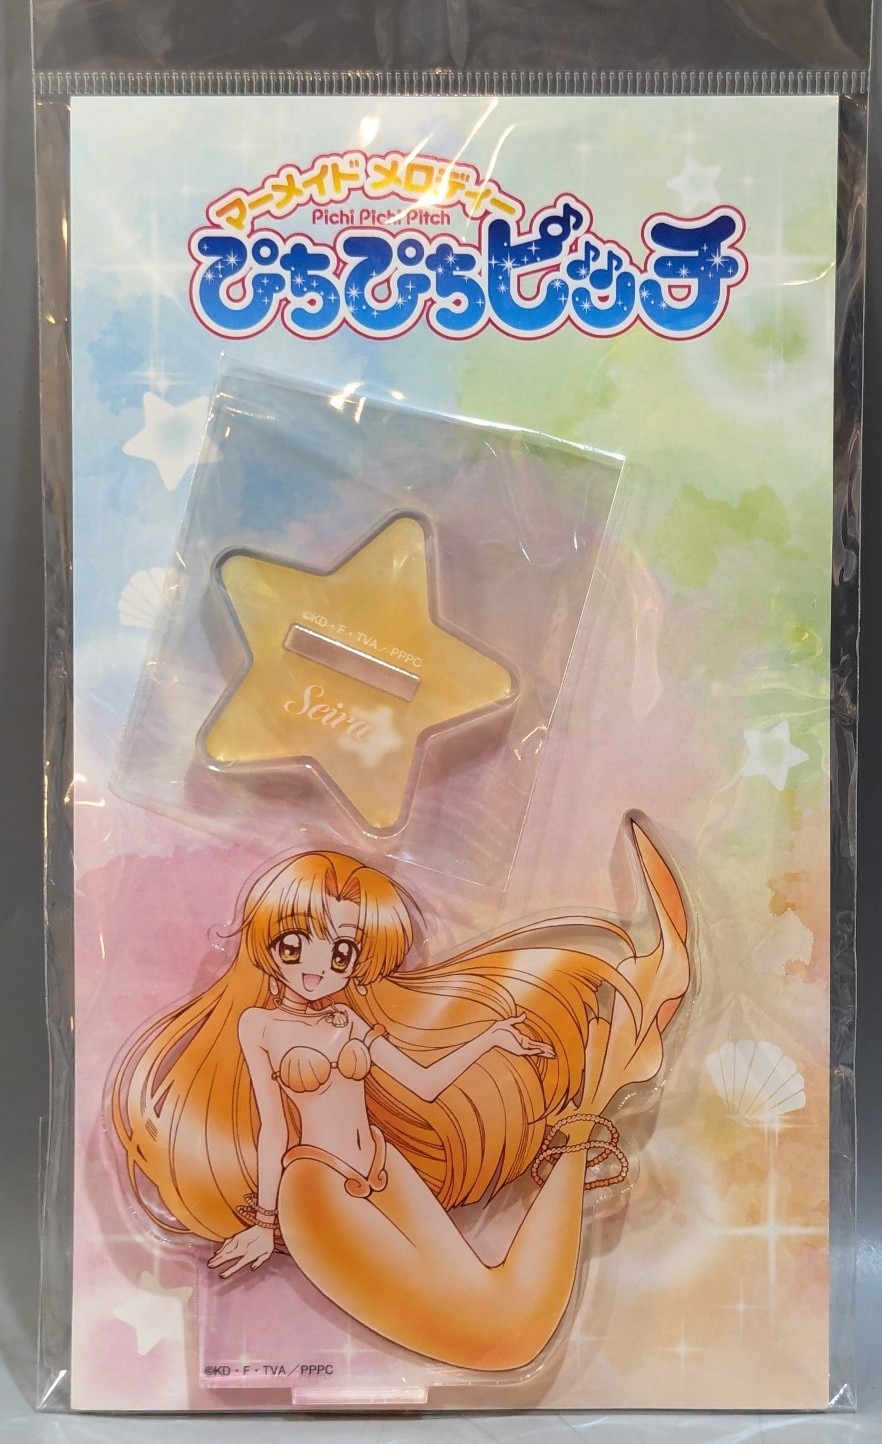 マーメイド メロディー
Pichi Pichi Pitch
ぴちぴちピッチ
©KD・F・TVA／PPPC
Seira
©KD・F・TVA／PPPC